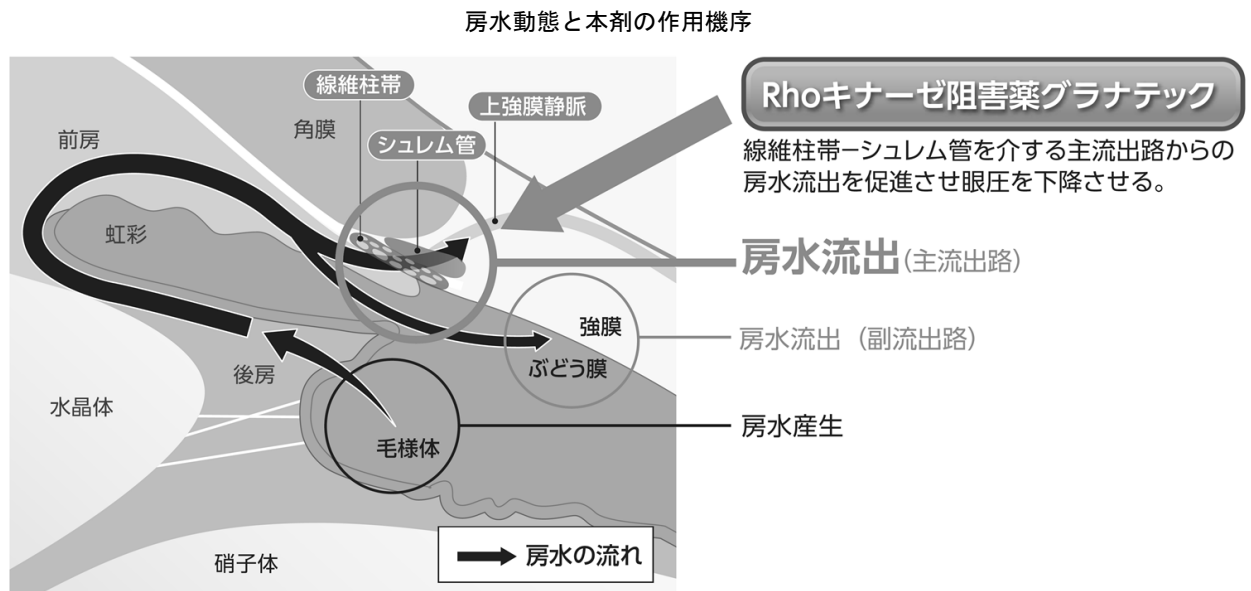 房水動態と本剤の作用機序
線維柱帯
上強膜静脈
角膜
シュレム管
前房
虹彩
後房
水晶体
毛様体
硝子体
強膜
ぶどう膜
房水の流れ
Rhoキナーゼ阻害薬グラナテック
線維柱帯−シュレム管を介する主流出路からの
房水流出を促進させ眼圧を下降させる。
房水流出(主流出路)
房水流出（副流出路）
房水産生